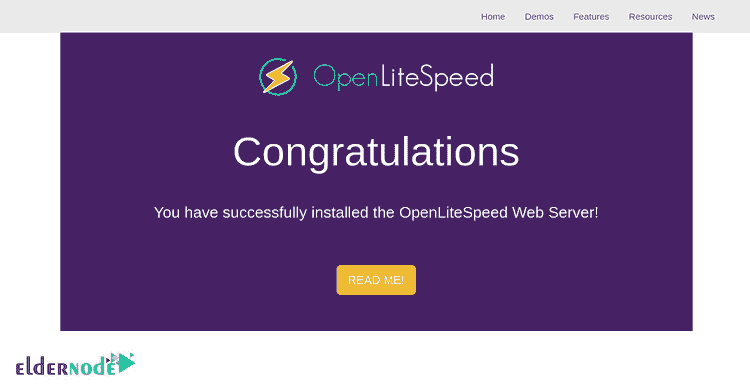 Home Demos Features Resources News
OpenLiteSpeed
Congratulations
You have successfully installed the OpenLiteSpeed Web Server!
READ ME!
eldernode